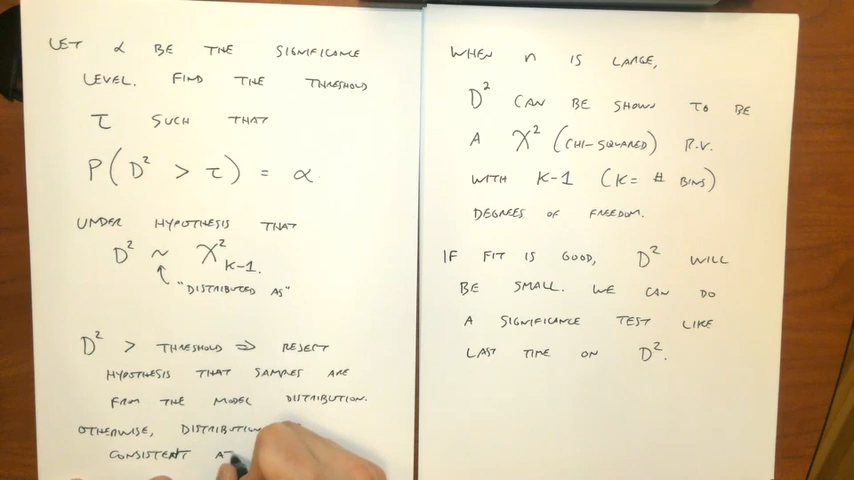 LET α BE THE SIGNIFICANCE
LEVEL. FIND THE THRESHOLD
τ SUCH THAT
P(D² > τ) = α.
UNDER HYPOTHESIS THAT
D² ~ χ²_{K-1}.
"DISTRIBUTED AS"
D² > THRESHOLD ⇒ REJECT
HYPOTHESIS THAT SAMPLES ARE
FROM THE MODEL DISTRIBUTION.
OTHERWISE, DISTRIBUTION
CONSISTENT AT
WHEN n IS LARGE,
D² CAN BE SHOWN TO BE
A χ² (CHI-SQUARED) R.V.
WITH K-1 (K= # BINS)
DEGREES OF FREEDOM.
IF FIT IS GOOD, D² WILL
BE SMALL. WE CAN DO
A SIGNIFICANCE TEST LIKE
LAST TIME ON D².